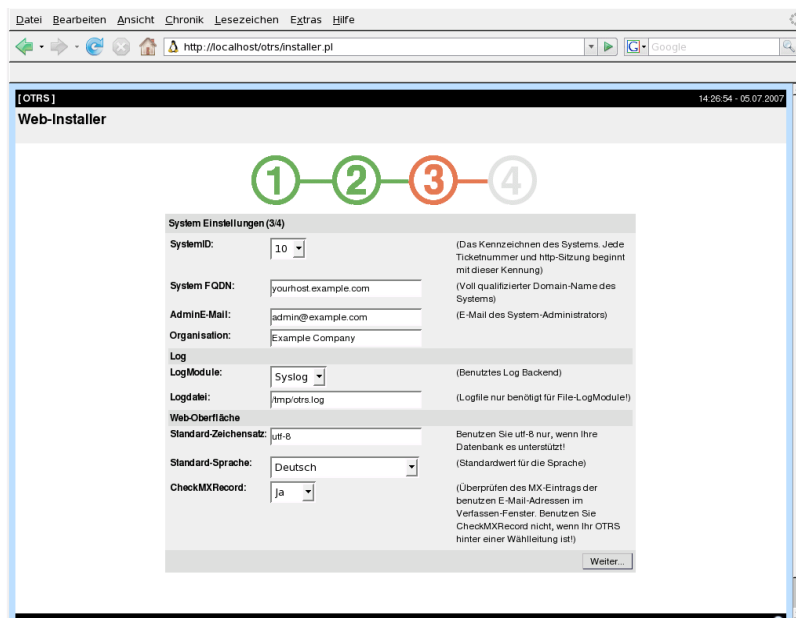 Datei Bearbeiten Ansicht Chronik Lesezeichen Extras Hilfe
http://localhost/otrs/installer.pl
G Google
[ OTRS ] 14:26:54 - 05.07.2007
Web-Installer
1 2 3 4
System Einstellungen (3/4)
SystemID: 10 (Das Kennzeichen des Systems. Jede
Ticketnummer und http-Sitzung beginnt
mit dieser Kennung)
System FQDN: yourhost.example.com (Voll qualifizierter Domain-Name des
Systems)
AdminE-Mail: admin@example.com (E-Mail des System-Administrators)
Organisation: Example Company
Log
LogModule: Syslog (Benutztes Log Backend)
Logdatei: /tmp/otrs.log (Logfile nur benötigt für File-LogModule!)
Web-Oberfläche
Standard-Zeichensatz: utf-8 Benutzen Sie utf-8 nur, wenn Ihre
Datenbank es unterstützt!
Standard-Sprache: Deutsch (Standardwert für die Sprache)
CheckMXRecord: Ja (Überprüfen des MX-Eintrags der
benutzen E-Mail-Adressen im
Verfassen-Fenster. Benutzen Sie
CheckMXRecord nicht, wenn Ihr OTRS
hinter einer Wählleitung ist!)
Weiter...